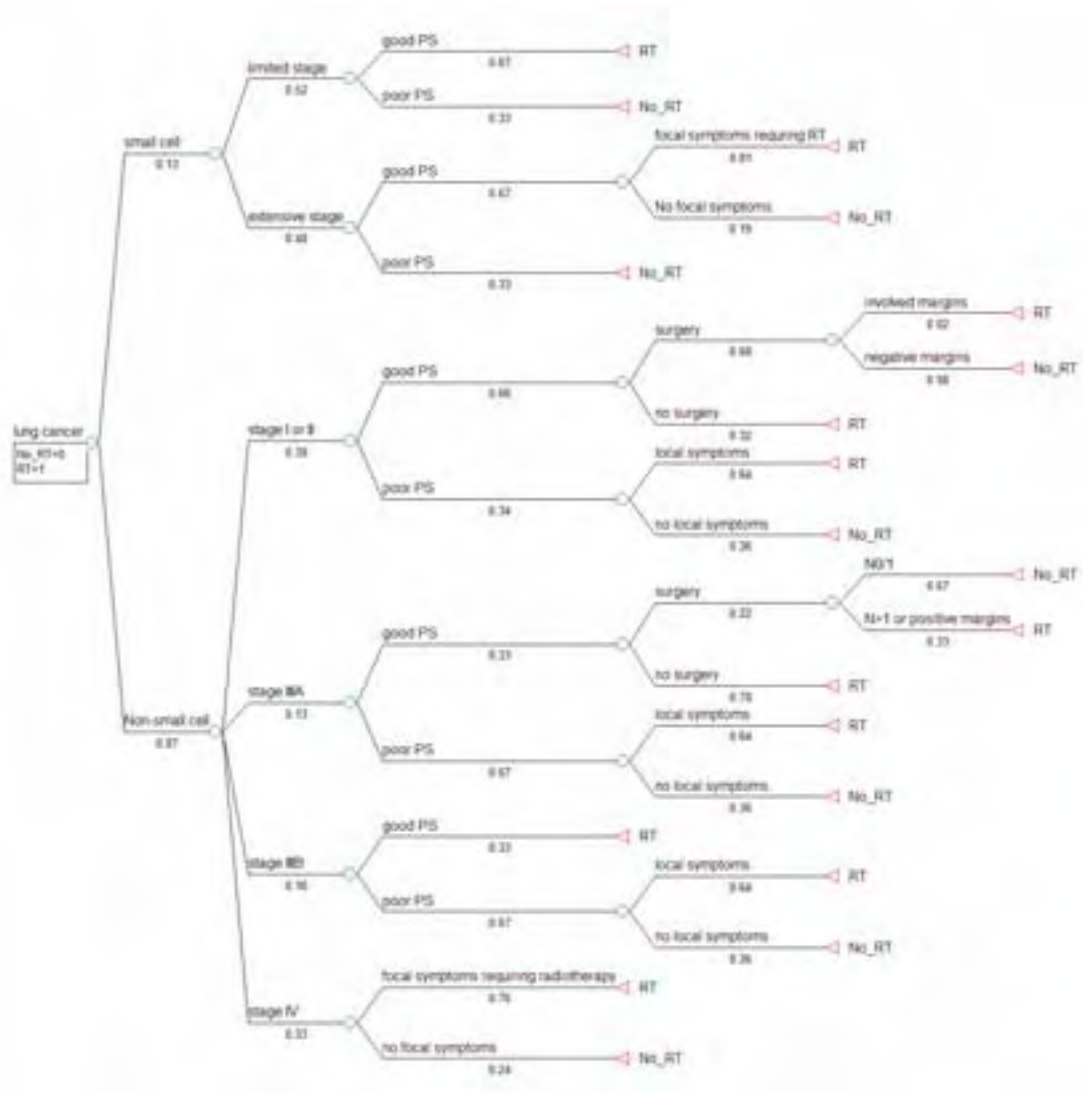 good PS
0.67
RT
limited stage
0.52
poor PS
0.33
No_RT
small cell
0.13
focal symptoms requring RT
0.81
RT
good PS
0.67
No focal symptoms
0.19
No_RT
extensive stage
0.48
poor PS
0.33
No_RT
involved margins
0.02
RT
surgery
0.68
negative margins
0.98
No_RT
good PS
0.66
no surgery
0.32
RT
lung cancer
No_RT=0
RT=1
stage I or II
local symptoms
0.64
RT
poor PS
0.34
no local symptoms
0.36
No_RT
N0/1
0.67
No_RT
surgery
0.22
N>1 or positive margins
0.33
RT
good PS
0.33
no surgery
0.78
RT
stage IIIA
0.13
local symptoms
0.64
RT
Non-small cell
0.87
poor PS
0.67
no local symptoms
0.36
No_RT
good PS
0.33
RT
stage IIIB
local symptoms
0.64
RT
poor PS
0.67
no local symptoms
0.36
No_RT
focal symptoms requiring radiotherapy
0.76
RT
stage IV
0.33
no focal symptoms
0.24
No_RT